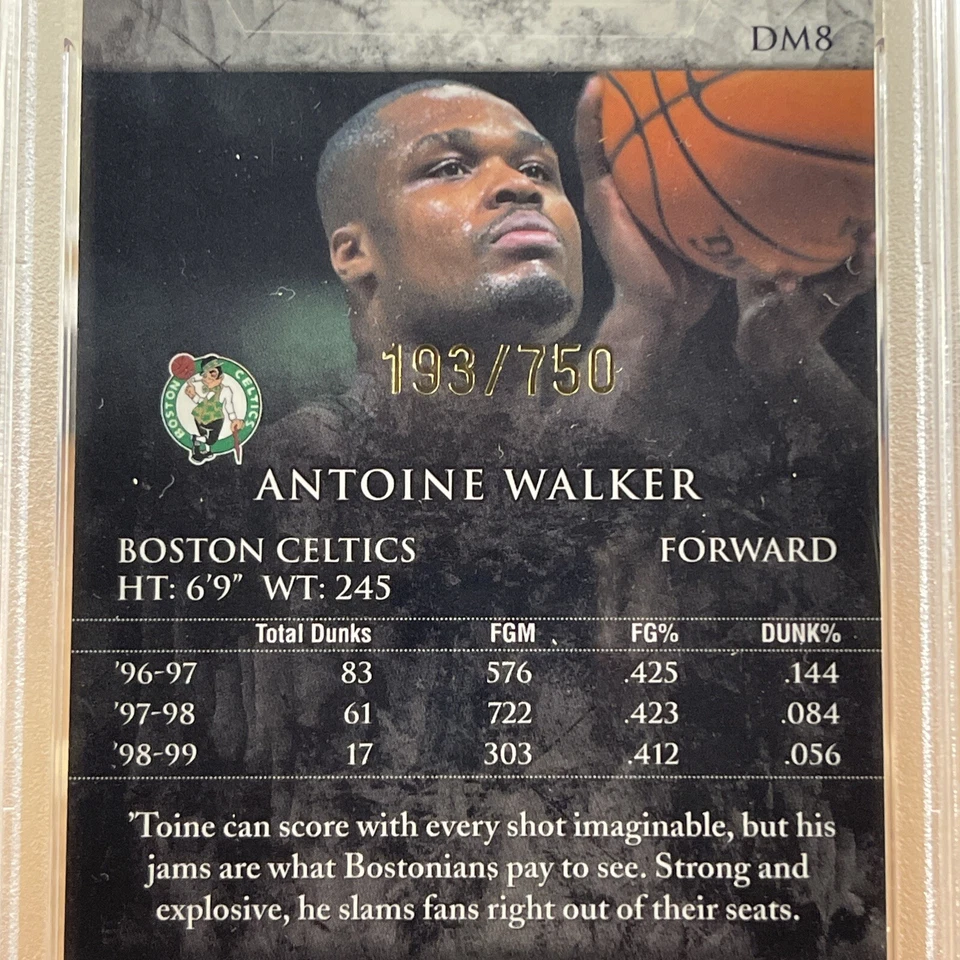 DM8
193/750
BOSTON CELTICS
ANTOINE WALKER
BOSTON CELTICS FORWARD
HT: 6'9" WT: 245
Total Dunks FGM FG% DUNK%
'96-97 83 576 .425 .144
'97-98 61 722 .423 .084
'98-99 17 303 .412 .056
'Toine can score with every shot imaginable, but his
jams are what Bostonians pay to see. Strong and
explosive, he slams fans right out of their seats.